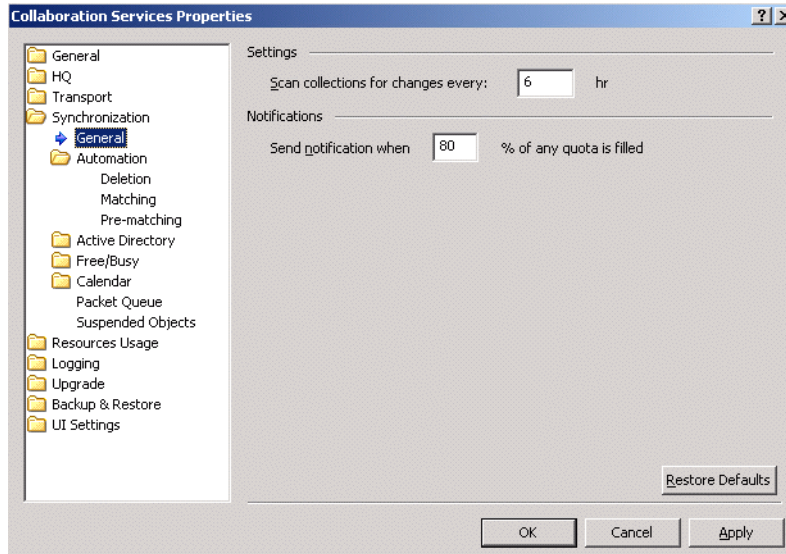 Collaboration Services Properties
General
HQ
Transport
Synchronization
General
Automation
Deletion
Matching
Pre-matching
Active Directory
Free/Busy
Calendar
Packet Queue
Suspended Objects
Resources Usage
Logging
Upgrade
Backup & Restore
UI Settings
Settings
Scan collections for changes every: 6 hr
Notifications
Send notification when 80 % of any quota is filled
Restore Defaults
OK Cancel Apply